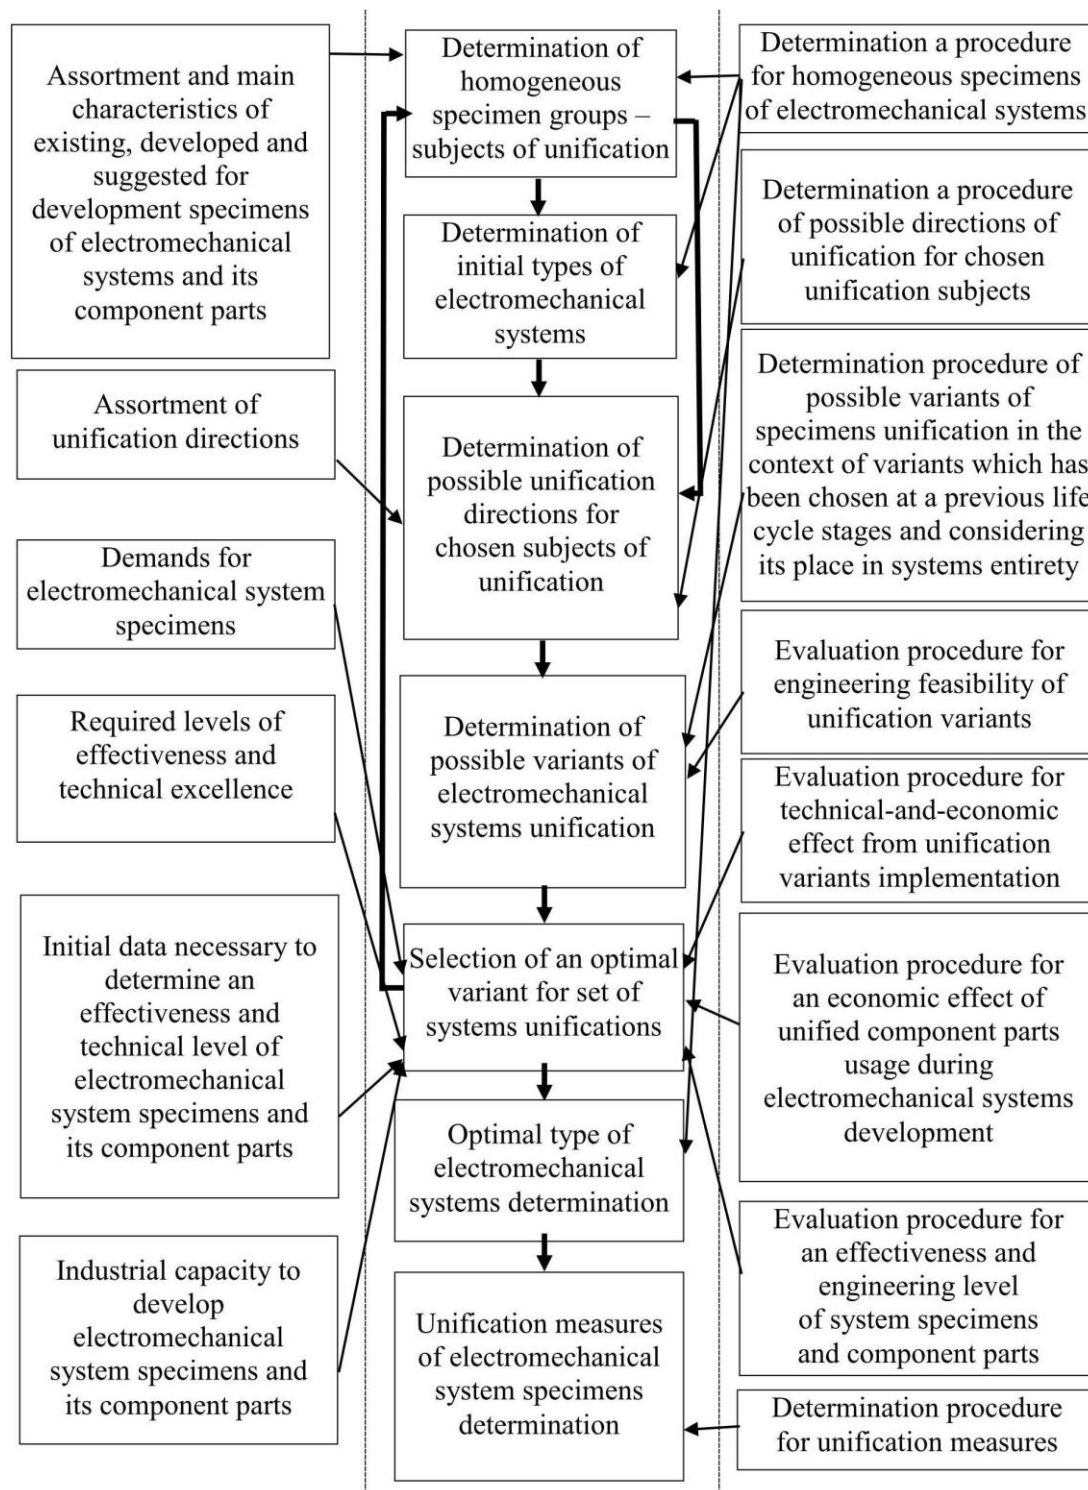 Assortment and main
characteristics of
existing, developed and
suggested for
development specimens
of electromechanical
systems and its
component parts
Assortment of
unification directions
Demands for
electromechanical system
specimens
Required levels of
effectiveness and
technical excellence
Initial data necessary to
determine an
effectiveness and
technical level of
electromechanical
system specimens and
its component parts
Industrial capacity to
develop
electromechanical
system specimens and
its component parts
Determination of
homogeneous
specimen groups –
subjects of unification
Determination of
initial types of
electromechanical
systems
Determination of
possible unification
directions for
chosen subjects of
unification
Determination of
possible variants of
electromechanical
systems unification
Selection of an optimal
variant for set of
systems unifications
Optimal type of
electromechanical
systems determination
Unification measures
of electromechanical
system specimens
determination
Determination a procedure
for homogeneous specimens
of electromechanical systems
Determination a procedure
of possible directions of
unification for chosen
unification subjects
Determination procedure of
possible variants of
specimens unification in the
context of variants which has
been chosen at a previous life
cycle stages and considering
its place in systems entirety
Evaluation procedure for
engineering feasibility of
unification variants
Evaluation procedure for
technical-and-economic
effect from unification
variants implementation
Evaluation procedure for
an economic effect of
unified component parts
usage during
electromechanical systems
development
Evaluation procedure for
an effectiveness and
engineering level
of system specimens
and component parts
Determination procedure
for unification measures